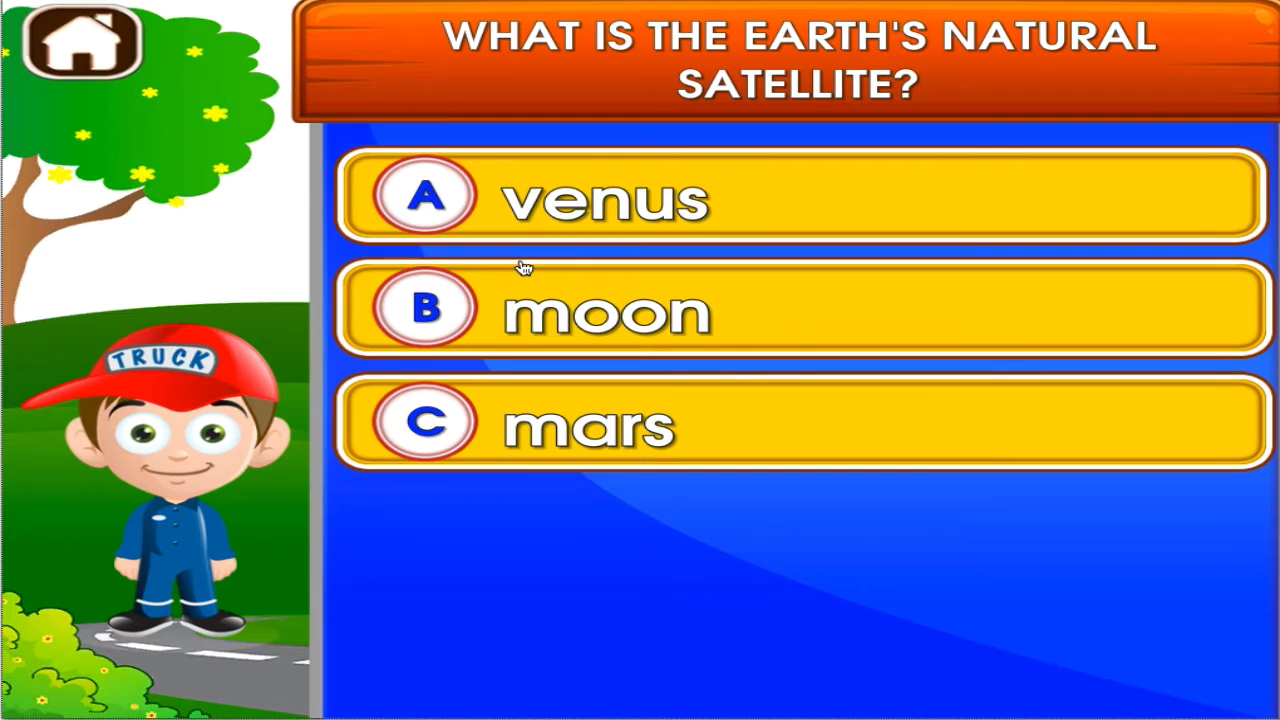 WHAT IS THE EARTH'S NATURAL
SATELLITE?
A venus
B moon
C mars
TRUCK